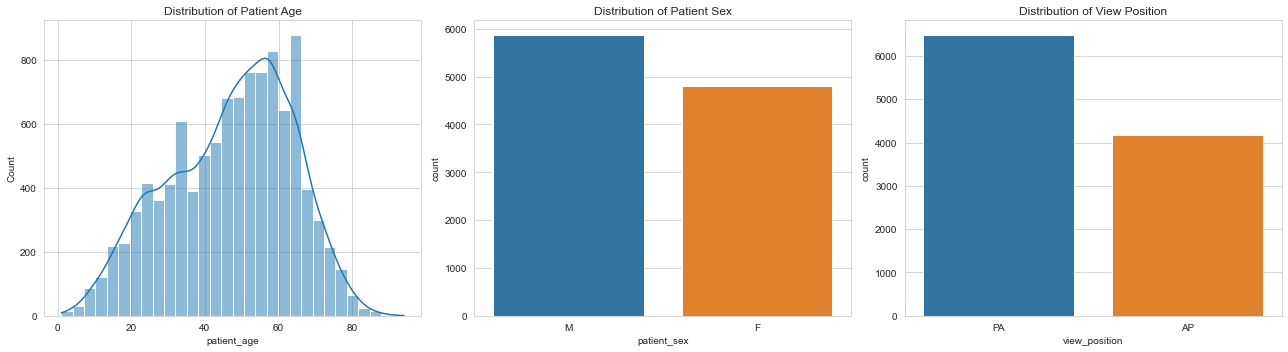 Distribution of Patient Age
Count
800
600
400
200
0
0 20 40 60 80
patient_age
Distribution of Patient Sex
count
6000
5000
4000
3000
2000
1000
0
M F
patient_sex
Distribution of View Position
count
6000
5000
4000
3000
2000
1000
0
PA AP
view_position